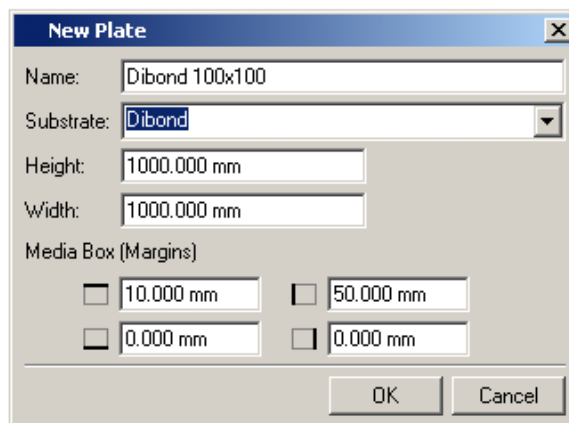 New Plate
Name: Dibond 100x100
Substrate: Dibond
Height: 1000.000 mm
Width: 1000.000 mm
Media Box (Margins)
10.000 mm 50.000 mm
0.000 mm 0.000 mm
OK Cancel